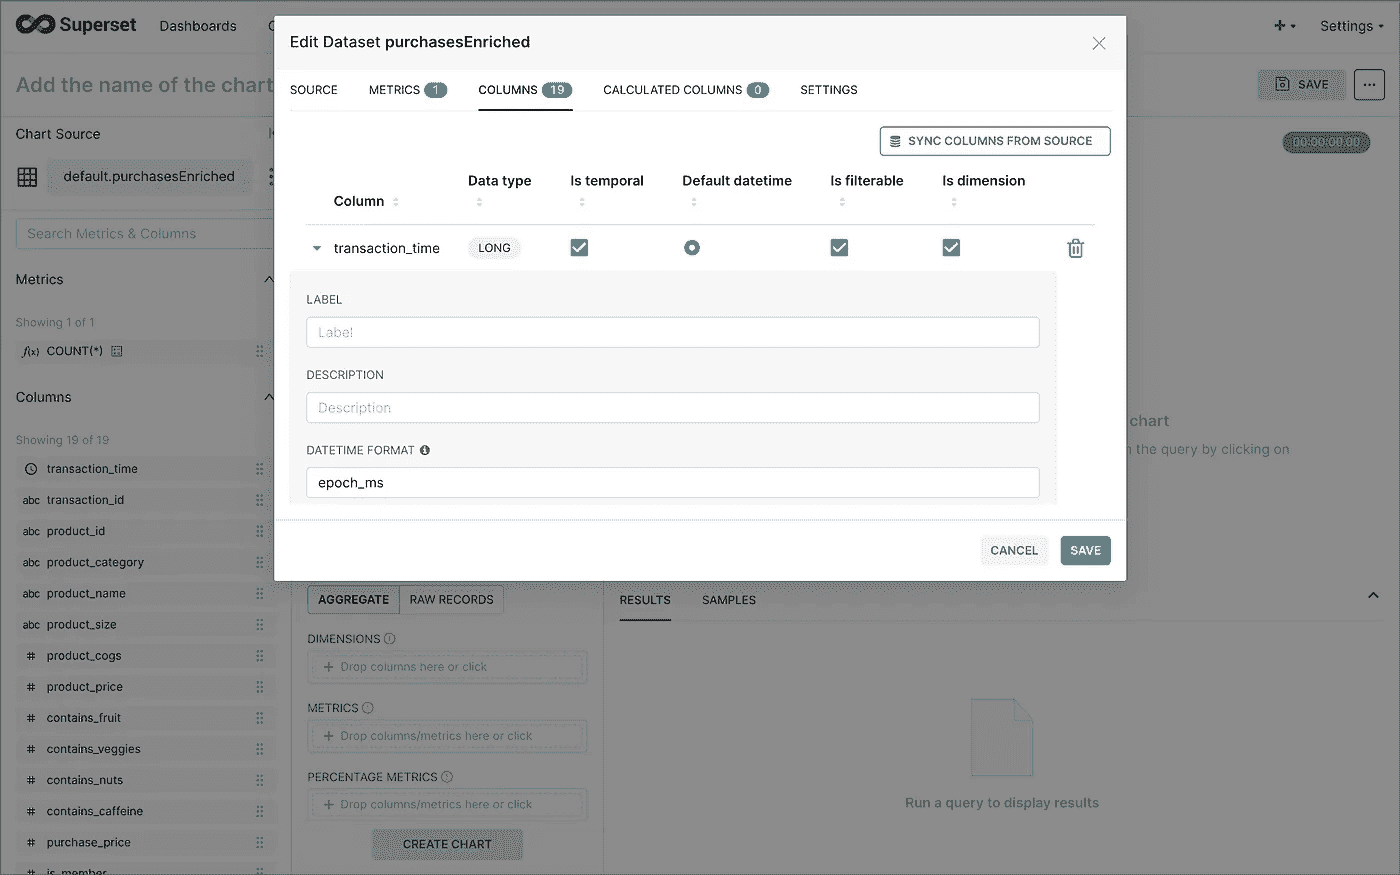 Superset
Dashboards
Settings
Add the name of the chart
SAVE
...
Chart Source
default.purchasesEnriched
00:00:00.00
Search Metrics & Columns
Metrics
Showing 1 of 1
f(x) COUNT(*)
Columns
Showing 19 of 19
transaction_time
abc transaction_id
abc product_id
abc product_category
abc product_name
abc product_size
# product_cogs
# product_price
# contains_fruit
# contains_veggies
# contains_nuts
# contains_caffeine
# purchase_price
# is_member
Edit Dataset purchasesEnriched
SOURCE
METRICS 1
COLUMNS 19
CALCULATED COLUMNS 0
SETTINGS
SYNC COLUMNS FROM SOURCE
Column
Data type
Is temporal
Default datetime
Is filterable
Is dimension
transaction_time
LONG
LABEL
Label
DESCRIPTION
Description
DATETIME FORMAT
epoch_ms
CANCEL
SAVE
chart
the query by clicking on
AGGREGATE
RAW RECORDS
DIMENSIONS
+ Drop columns here or click
METRICS
+ Drop columns/metrics here or click
PERCENTAGE METRICS
+ Drop columns/metrics here or click
CREATE CHART
RESULTS
SAMPLES
Run a query to display results